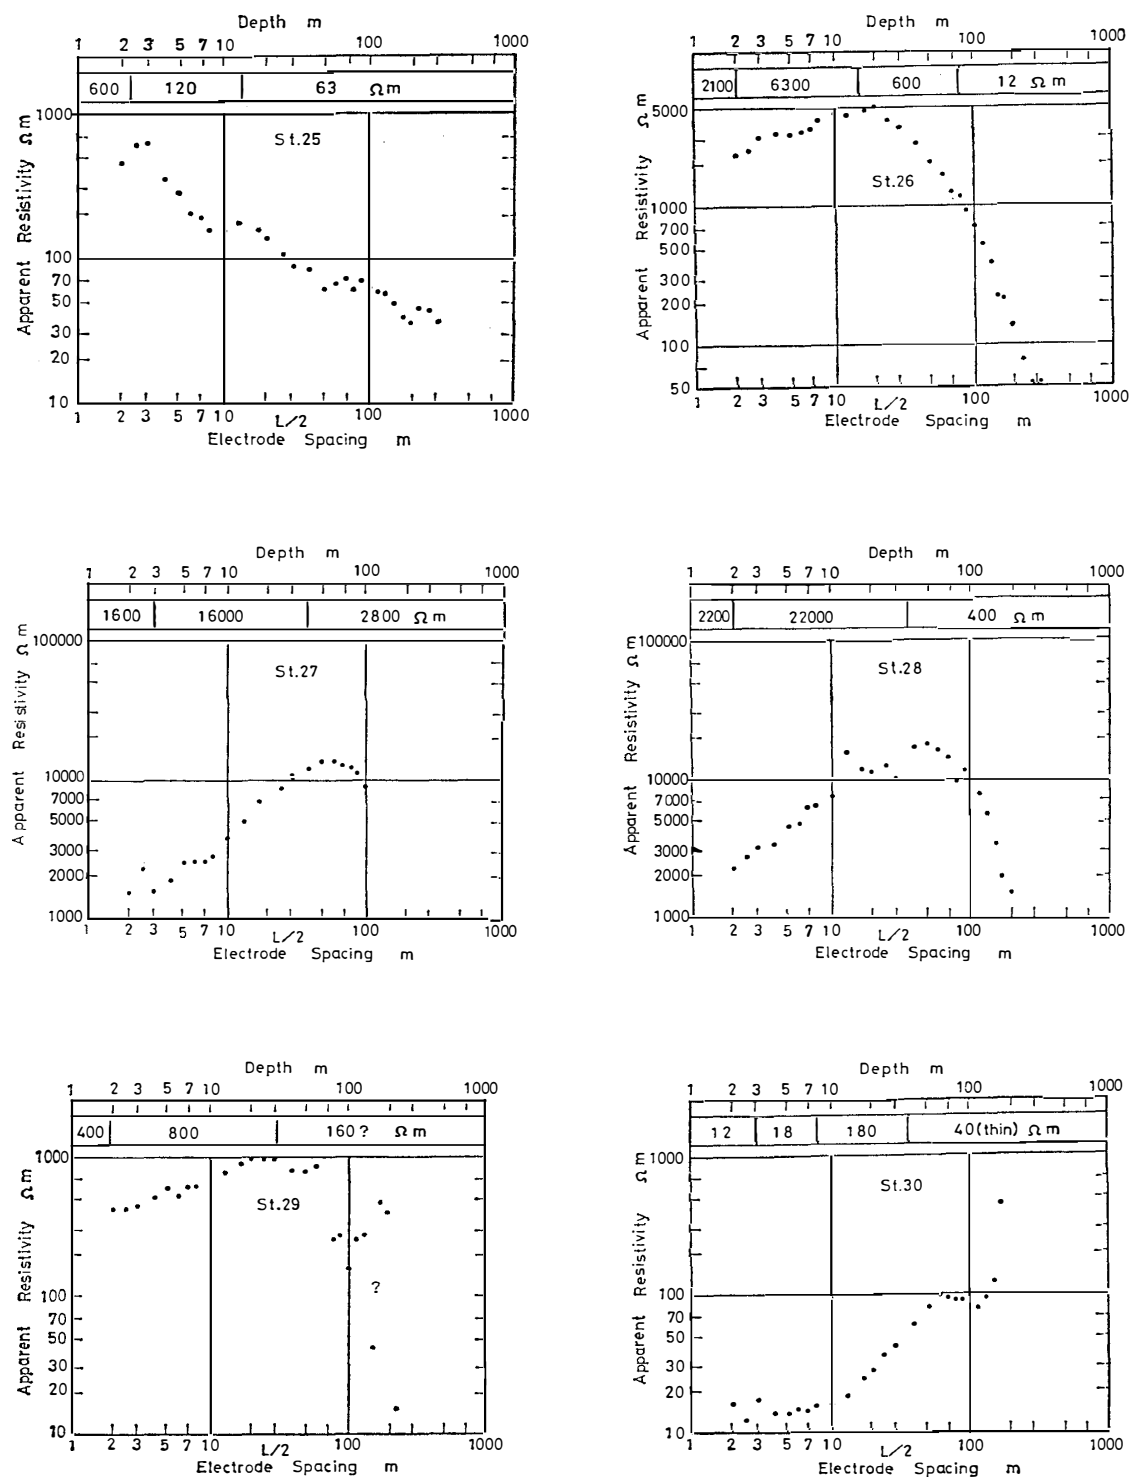 Depth m
1 2 3 5 7 10 100 1000
600 120 63 Ωm
Apparent Resistivity Ωm
1000
100
70
50
30
20
10
St.25
1 2 3 5 7 10 L/2 100 1000
Electrode Spacing m
Depth m
1 2 3 5 7 10 100 1000
2100 6300 600 12 Ωm
Apparent Resistivity Ωm
5000
1000
700
500
300
200
100
50
St.26
1 2 3 5 7 10 L/2 100 1000
Electrode Spacing m
Depth m
1 2 3 5 7 10 100 1000
1600 16000 2800 Ωm
Apparent Resistivity Ωm
100000
10000
7000
3000
2000
1000
St.27
1 2 3 5 7 10 L/2 100 1000
Electrode Spacing m
Depth m
1 2 3 5 7 10 100 1000
2200 22000 400 Ωm
Apparent Resistivity Ωm
100000
10000
7000
3000
2000
1000
St.28
1 2 3 5 7 10 L/2 100 1000
Electrode Spacing m
Depth m
1 2 3 5 7 10 100 1000
400 800 160? Ωm
Apparent Resistivity Ωm
1000
100
70
50
30
20
10
St.29
?
1 2 3 5 7 10 L/2 100 1000
Electrode Spacing m
Depth m
1 2 3 5 7 10 100 1000
12 18 180 40(thin) Ωm
Apparent Resistivity Ωm
1000
100
70
50
30
20
10
St.30
1 2 3 5 7 10 L/2 100 1000
Electrode Spacing m